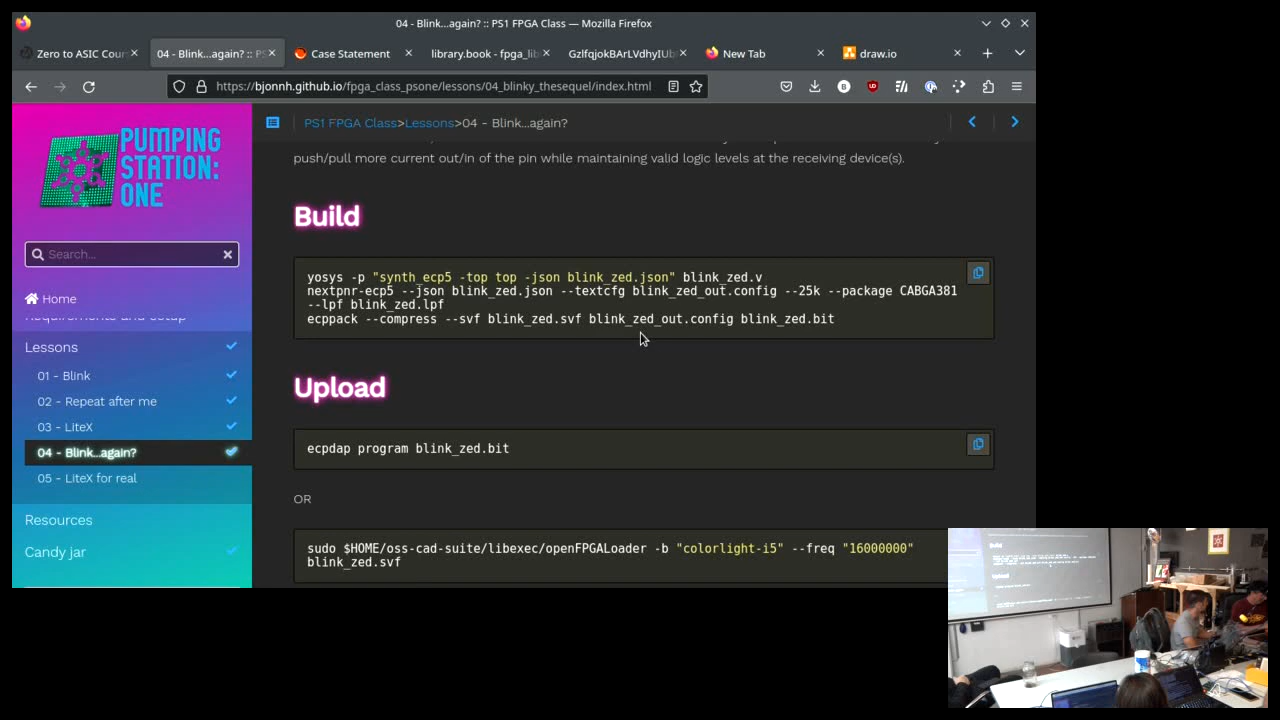 04 - Blink...again? :: PS1 FPGA Class — Mozilla Firefox
Zero to ASIC Cour
04 - Blink...again? :: PS
Case Statement
library.book - fpga_lib
GzlfqjokBArLVdhyIUb
New Tab
draw.io
https://bjonnh.github.io/fpga_class_psone/lessons/04_blinky_thesequel/index.html
PUMPING
STATION:
ONE
Search...
Home
Requirements and setup
Lessons
01 - Blink
02 - Repeat after me
03 - LiteX
04 - Blink...again?
05 - LiteX for real
Resources
Candy jar
PS1 FPGA Class>Lessons>04 - Blink...again?
push/pull more current out/in of the pin while maintaining valid logic levels at the receiving device(s).
Build
yosys -p "synth_ecp5 -top top -json blink_zed.json" blink_zed.v
nextpnr-ecp5 --json blink_zed.json --textcfg blink_zed_out.config --25k --package CABGA381
--lpf blink_zed.lpf
ecppack --compress --svf blink_zed.svf blink_zed_out.config blink_zed.bit
Upload
ecpdap program blink_zed.bit
OR
sudo $HOME/oss-cad-suite/libexec/openFPGALoader -b "colorlight-i5" --freq "16000000"
blink_zed.svf
Build
Upload